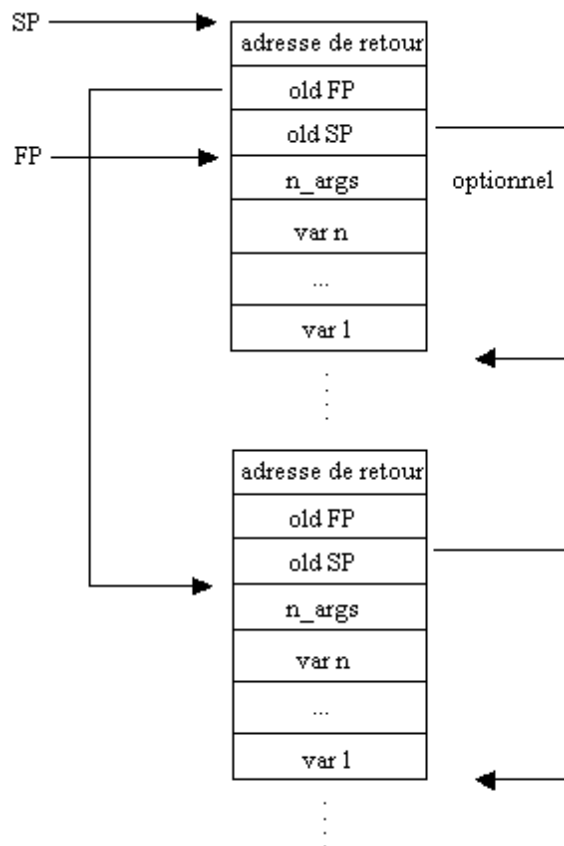 SP
adresse de retour
old FP
old SP
FP
n_args
optionnel
var n
...
var 1
adresse de retour
old FP
old SP
n_args
var n
...
var 1